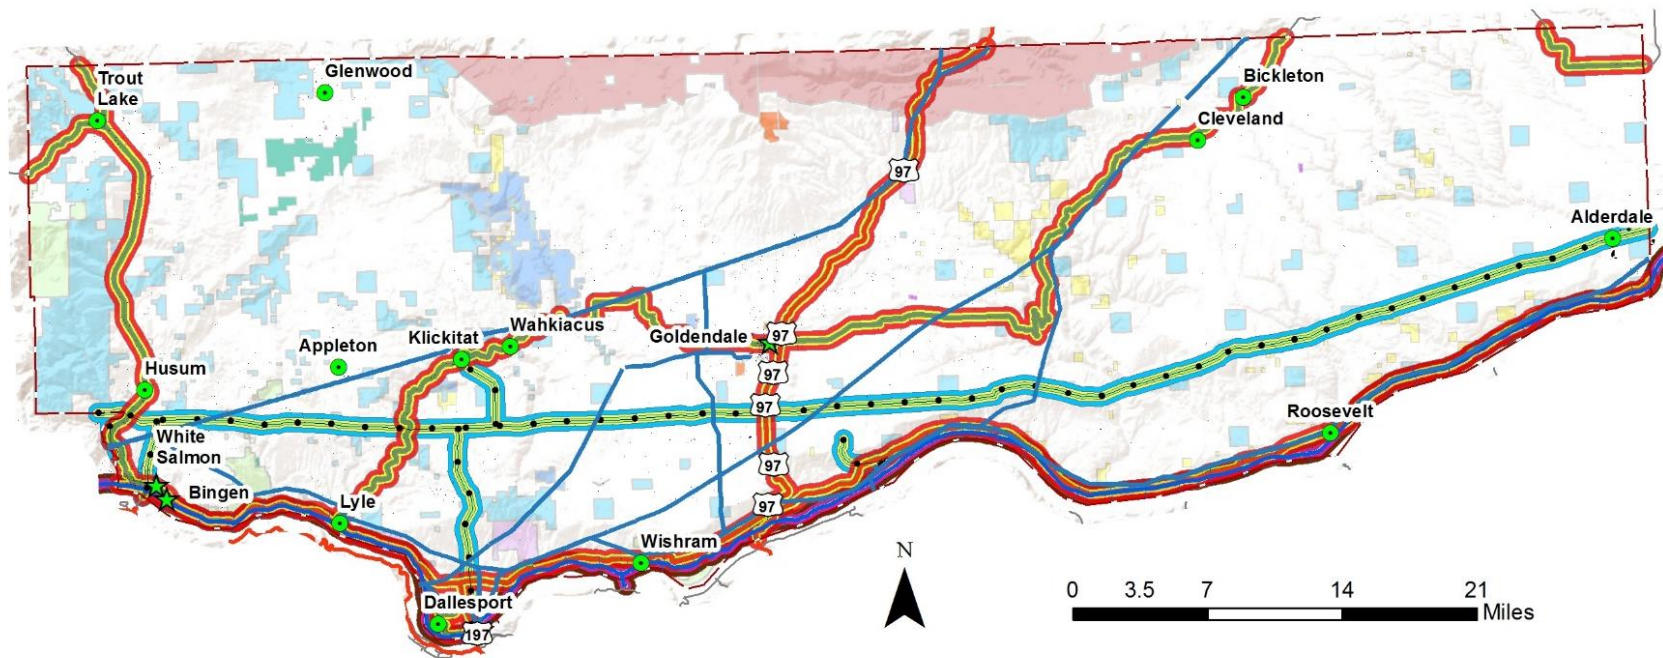 Trout
Lake
Glenwood
Bickleton
Cleveland
97
Alderdale
Wahkiacus
Klickitat
Goldendale
97
Appleton
97
Husum
97
Roosevelt
White
Salmon
97
Bingen
Lyle
97
Wishram
N
Dallesport
197
0 3.5 7 14 21
Miles